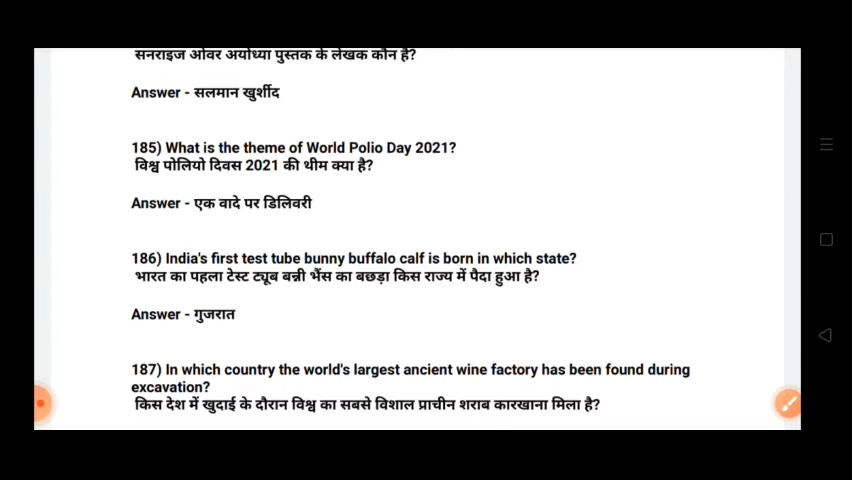 सनराइज ओवर अयोध्या पुस्तक के लेखक कौन है?
Answer - सलमान खुर्शीद
185) What is the theme of World Polio Day 2021?
विश्व पोलियो दिवस 2021 की थीम क्या है?
Answer - एक वादे पर डिलिवरी
186) India's first test tube bunny buffalo calf is born in which state?
भारत का पहला टेस्ट ट्यूब बन्नी भैंस का बछड़ा किस राज्य में पैदा हुआ है?
Answer - गुजरात
187) In which country the world's largest ancient wine factory has been found during
excavation?
किस देश में खुदाई के दौरान विश्व का सबसे विशाल प्राचीन शराब कारखाना मिला है?